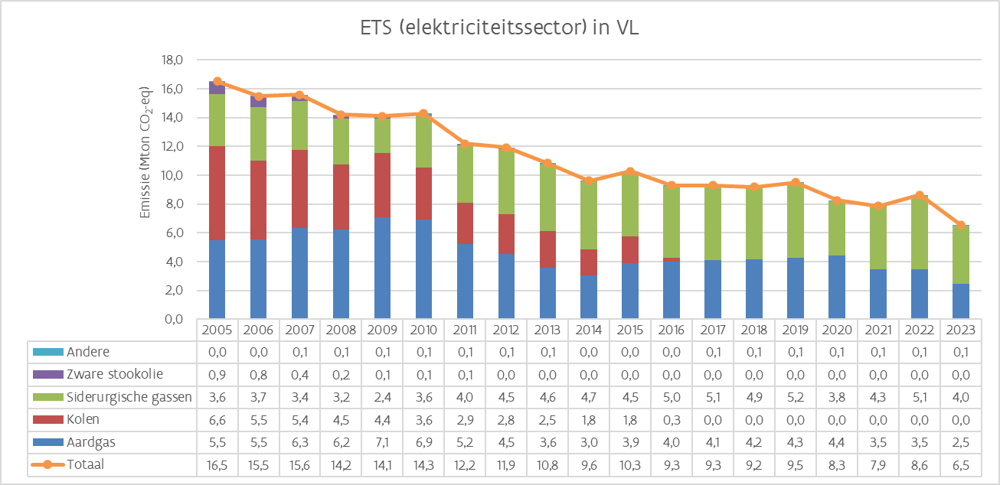 ETS (elektriciteitssector) in VL
Emissie (Mton CO₂-eq)
18,0
16,0
14,0
12,0
10,0
8,0
6,0
4,0
2,0
0,0
2005 2006 2007 2008 2009 2010 2011 2012 2013 2014 2015 2016 2017 2018 2019 2020 2021 2022 2023
Andere 0,0 0,0 0,1 0,1 0,1 0,1 0,1 0,1 0,1 0,0 0,0 0,0 0,1 0,1 0,1 0,1 0,1 0,1 0,1
Zware stookolie 0,9 0,8 0,4 0,2 0,1 0,1 0,1 0,0 0,0 0,0 0,0 0,0 0,0 0,0 0,0 0,0 0,0 0,0 0,0
Siderurgische gassen 3,6 3,7 3,4 3,2 2,4 3,6 4,0 4,5 4,6 4,7 4,5 5,0 5,1 4,9 5,2 3,8 4,3 5,1 4,0
Kolen 6,6 5,5 5,4 4,5 4,4 3,6 2,9 2,8 2,5 1,8 1,8 0,3 0,0 0,0 0,0 0,0 0,0 0,0 0,0
Aardgas 5,5 5,5 6,3 6,2 7,1 6,9 5,2 4,5 3,6 3,0 3,9 4,0 4,1 4,2 4,3 4,4 3,5 3,5 2,5
Totaal 16,5 15,5 15,6 14,2 14,1 14,3 12,2 11,9 10,8 9,6 10,3 9,3 9,3 9,2 9,5 8,3 7,9 8,6 6,5